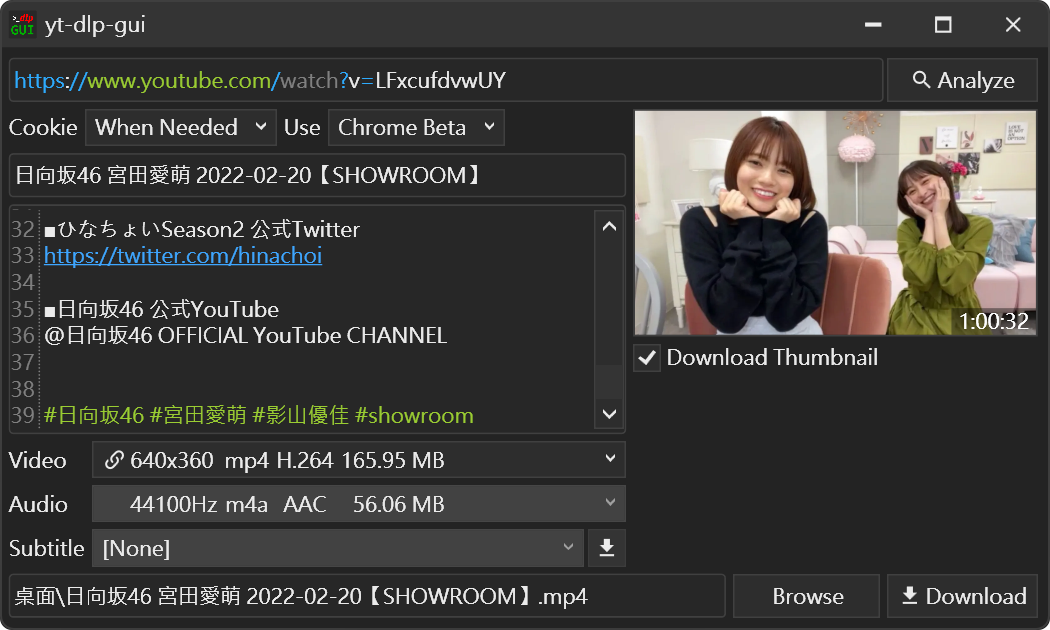 >_dlp
GUI
yt-dlp-gui
https://www.youtube.com/watch?v=LFxcufdvwUY
Analyze
Cookie When Needed Use Chrome Beta
日向坂46 宮田愛萌 2022-02-20【SHOWROOM】
32 ■ひなちょいSeason2 公式Twitter
33 https://twitter.com/hinachoi
34
35 ■日向坂46 公式YouTube
36 @日向坂46 OFFICIAL YouTube CHANNEL
37
38
39 #日向坂46 #宮田愛萌 #影山優佳 #showroom
1:00:32
Download Thumbnail
Video 640x360 mp4 H.264 165.95 MB
Audio 44100Hz m4a AAC 56.06 MB
Subtitle [None]
桌面\日向坂46 宮田愛萌 2022-02-20【SHOWROOM】.mp4
Browse
Download